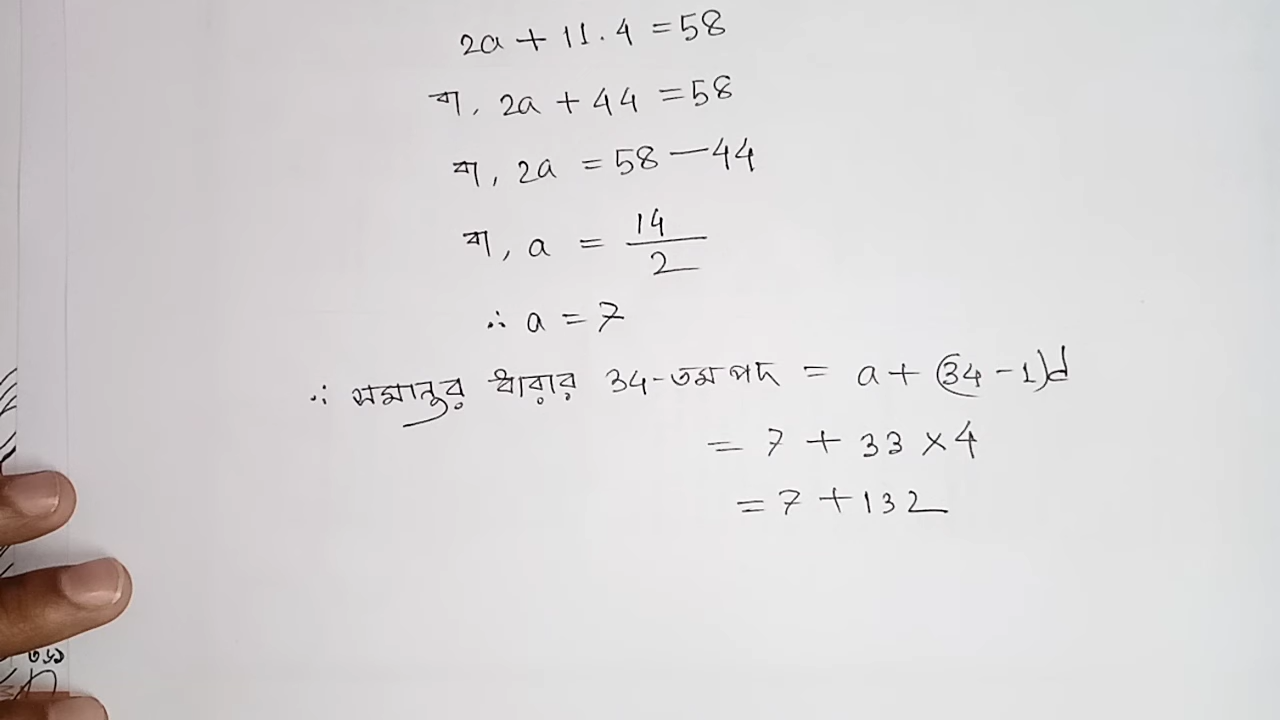 2a + 11.4 = 58
বা, 2a + 44 = 58
বা, 2a = 58 — 44
বা, a = 14/2
∴ a = 7
∴ সমান্তর ধারার 34-তম পদ = a + (34 - 1)d
= 7 + 33 × 4
= 7 + 132